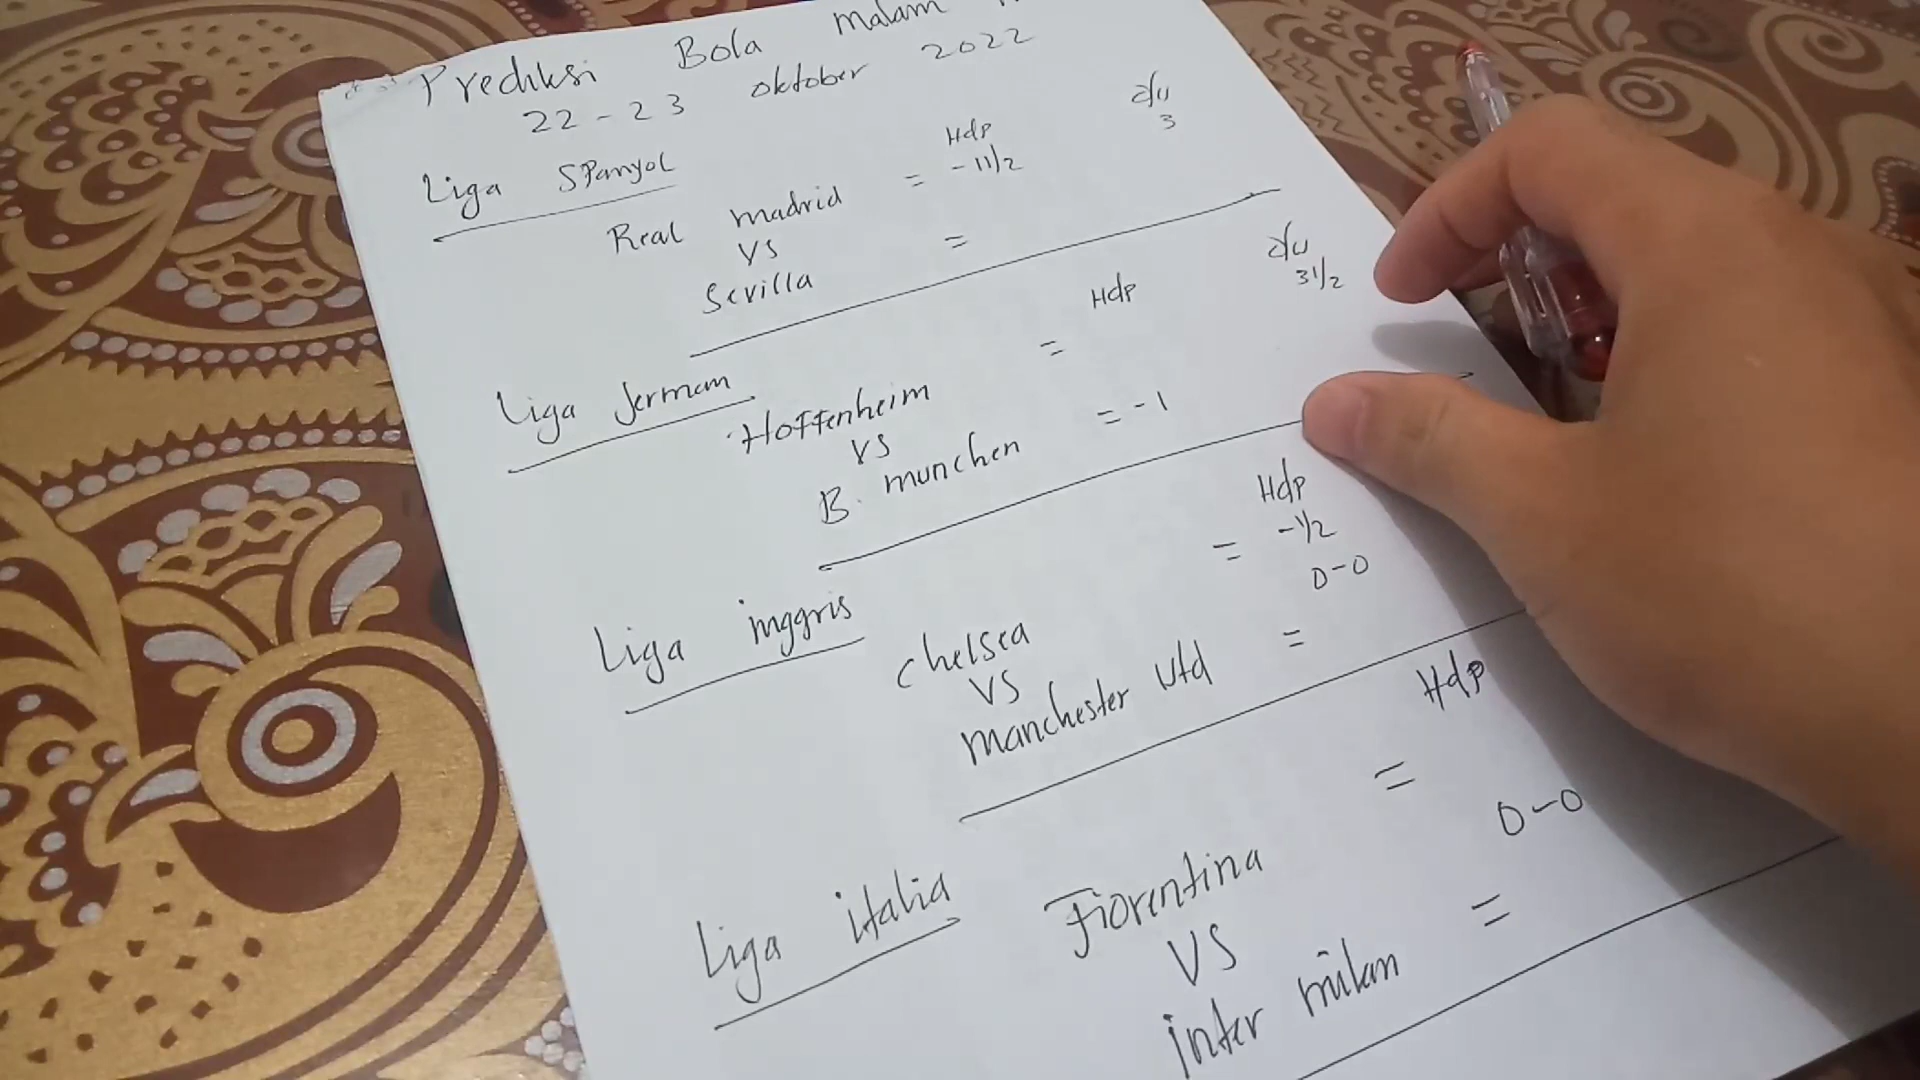 Prediksi Bola malam
22-23 oktober 2022
Liga SPanyol
Hdp o/u
Real madrid = -1 1/2 3
VS
Sevilla =
Liga Jerman
Hdp o/u
Hoffenheim = 3 1/2
VS
B. munchen = -1
Liga inggris
Hdp
chelsea = -1/2
VS 0-0
manchester Utd =
Liga italia
Hdp
Fiorentina =
VS 0-0
inter milan =